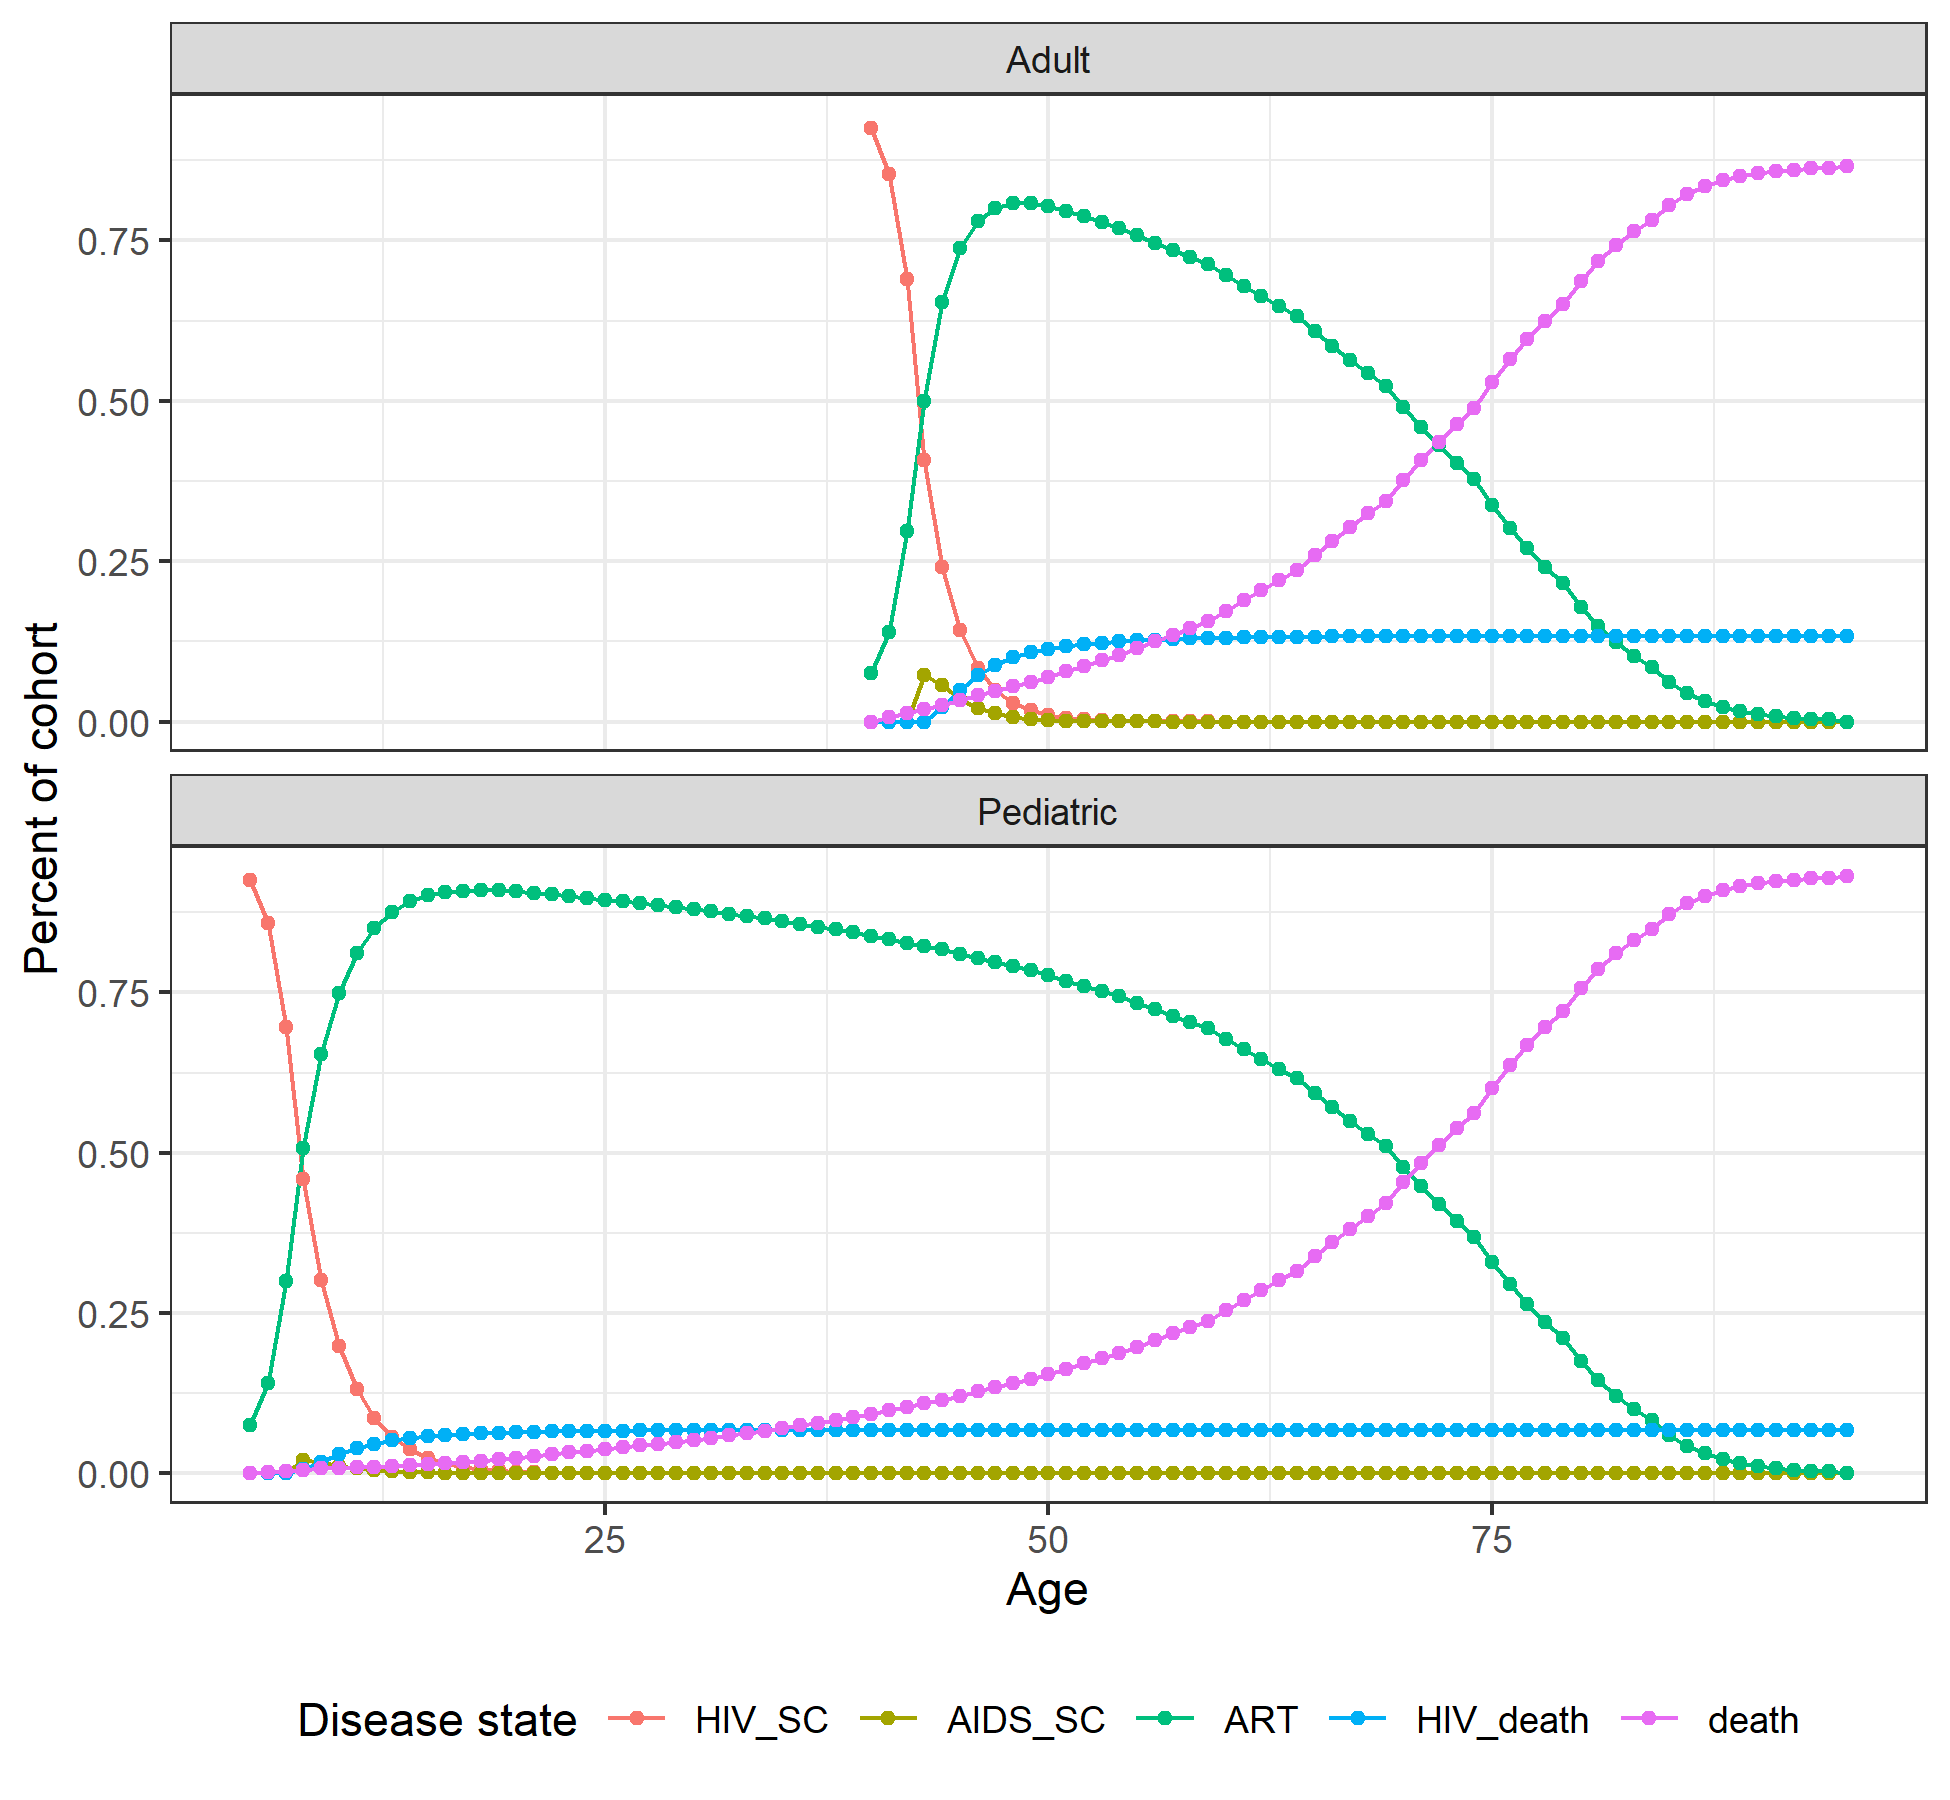 Adult
0.75
0.50
0.25
0.00
Percent of cohort
Pediatric
0.75
0.50
0.25
0.00
25 50 75
Age
Disease state HIV_SC AIDS_SC ART HIV_death death